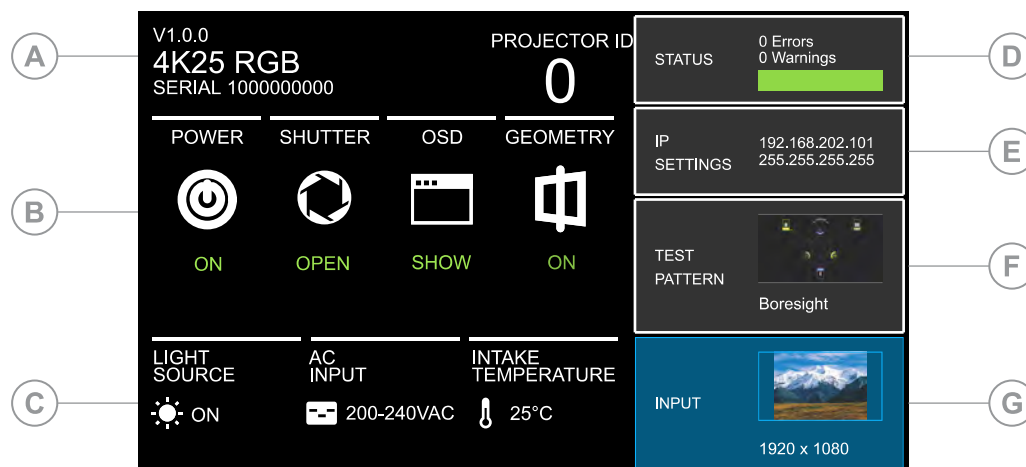 A
V1.0.0
4K25 RGB
SERIAL 1000000000
PROJECTOR ID
0
STATUS
0 Errors
0 Warnings
D
IP
SETTINGS
192.168.202.101
255.255.255.255
E
B
POWER
SHUTTER
OSD
GEOMETRY
ON
OPEN
SHOW
ON
TEST
PATTERN
Boresight
F
C
LIGHT
SOURCE
ON
AC
INPUT
200-240VAC
INTAKE
TEMPERATURE
25°C
INPUT
1920 x 1080
G